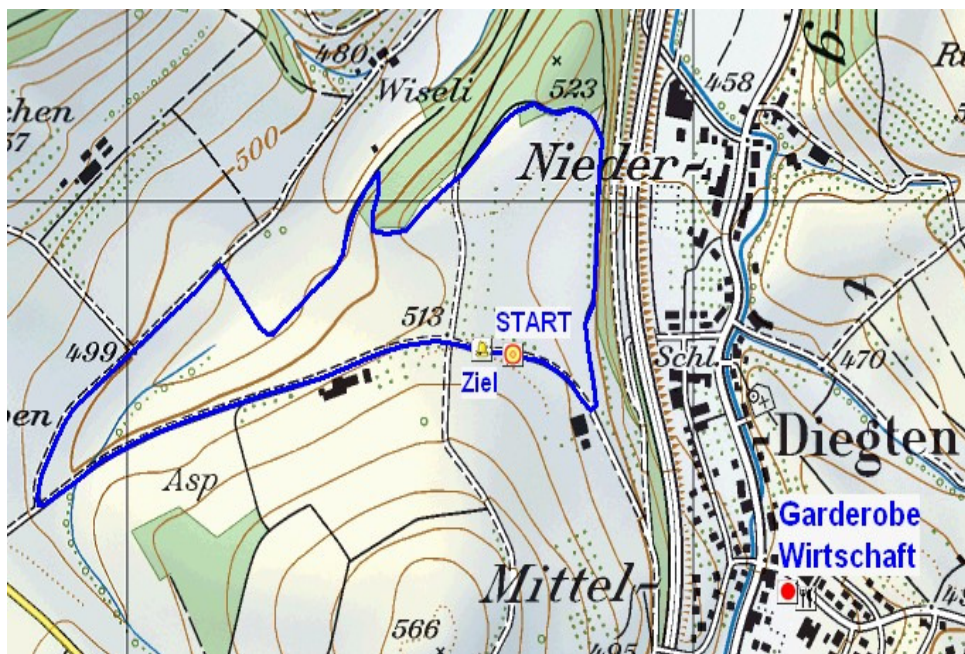 480
Wiseli
523
458
chen
57
500
Nieder-
513
START
499
Ziel
Schl.
470
Asp
Diegten
Garderobe
Wirtschaft
Mittel-
566
495